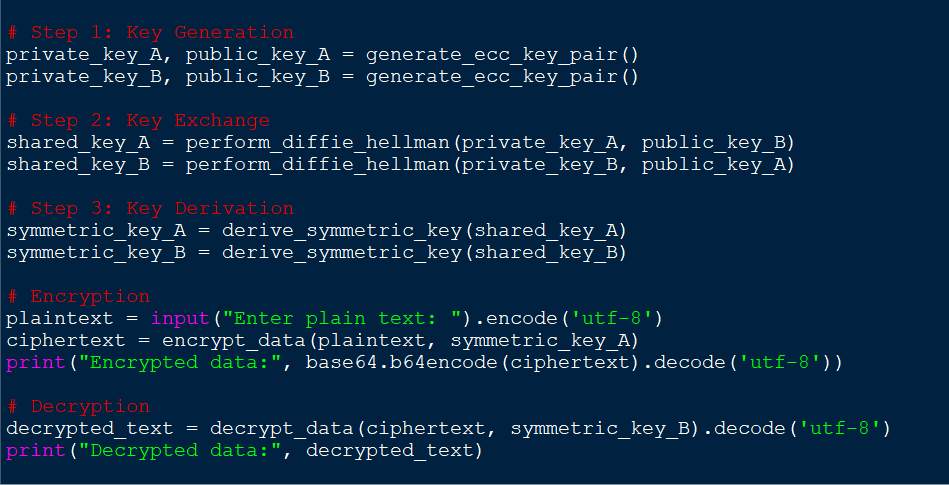 # Step 1: Key Generation
private_key_A, public_key_A = generate_ecc_key_pair()
private_key_B, public_key_B = generate_ecc_key_pair()
# Step 2: Key Exchange
shared_key_A = perform_diffie_hellman(private_key_A, public_key_B)
shared_key_B = perform_diffie_hellman(private_key_B, public_key_A)
# Step 3: Key Derivation
symmetric_key_A = derive_symmetric_key(shared_key_A)
symmetric_key_B = derive_symmetric_key(shared_key_B)
# Encryption
plaintext = input("Enter plain text: ").encode('utf-8')
ciphertext = encrypt_data(plaintext, symmetric_key_A)
print("Encrypted data:", base64.b64encode(ciphertext).decode('utf-8'))
# Decryption
decrypted_text = decrypt_data(ciphertext, symmetric_key_B).decode('utf-8')
print("Decrypted data:", decrypted_text)